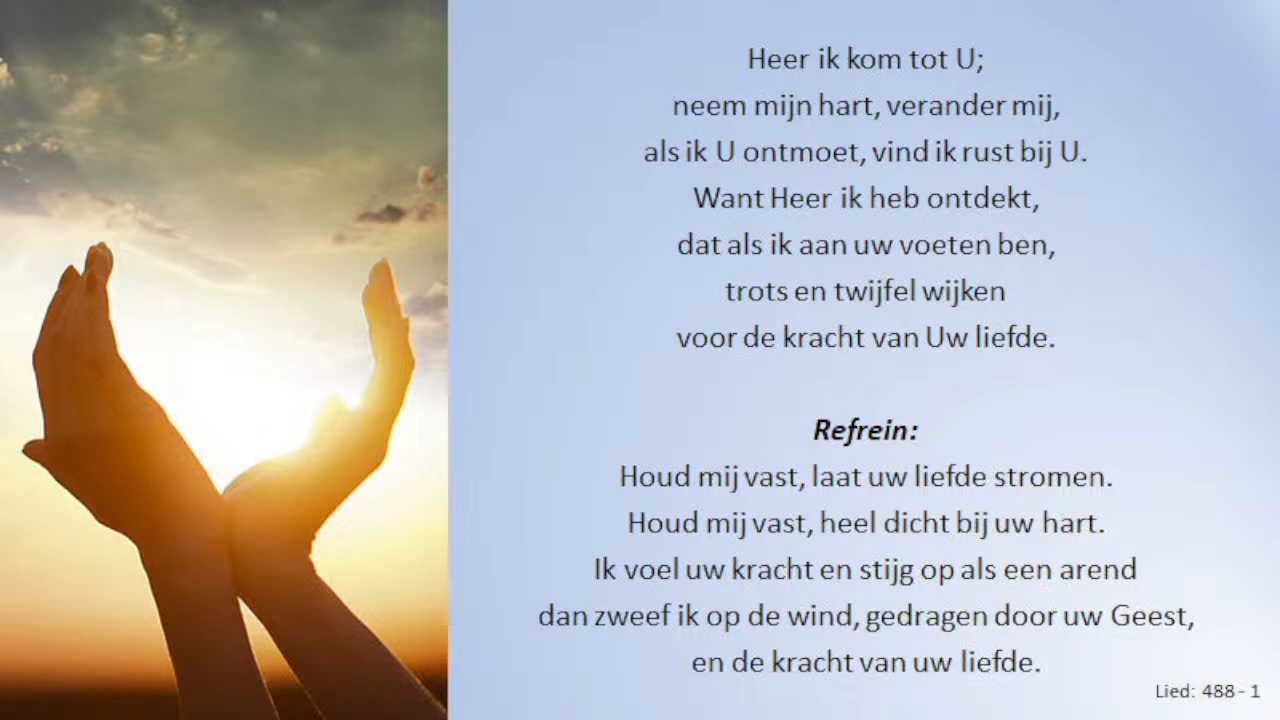 Heer ik kom tot U;
neem mijn hart, verander mij,
als ik U ontmoet, vind ik rust bij U.
Want Heer ik heb ontdekt,
dat als ik aan uw voeten ben,
trots en twijfel wijken
voor de kracht van Uw liefde.
Refrein:
Houd mij vast, laat uw liefde stromen.
Houd mij vast, heel dicht bij uw hart.
Ik voel uw kracht en stijg op als een arend
dan zweef ik op de wind, gedragen door uw Geest,
en de kracht van uw liefde.
Lied: 488 - 1